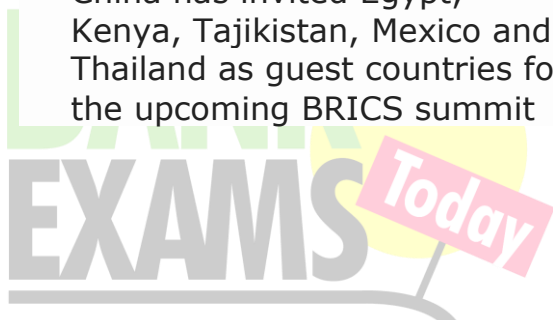 China has invited Egypt,
Kenya, Tajikistan, Mexico and
Thailand as guest countries fo
the upcoming BRICS summit
BANK
EXAMS
Today